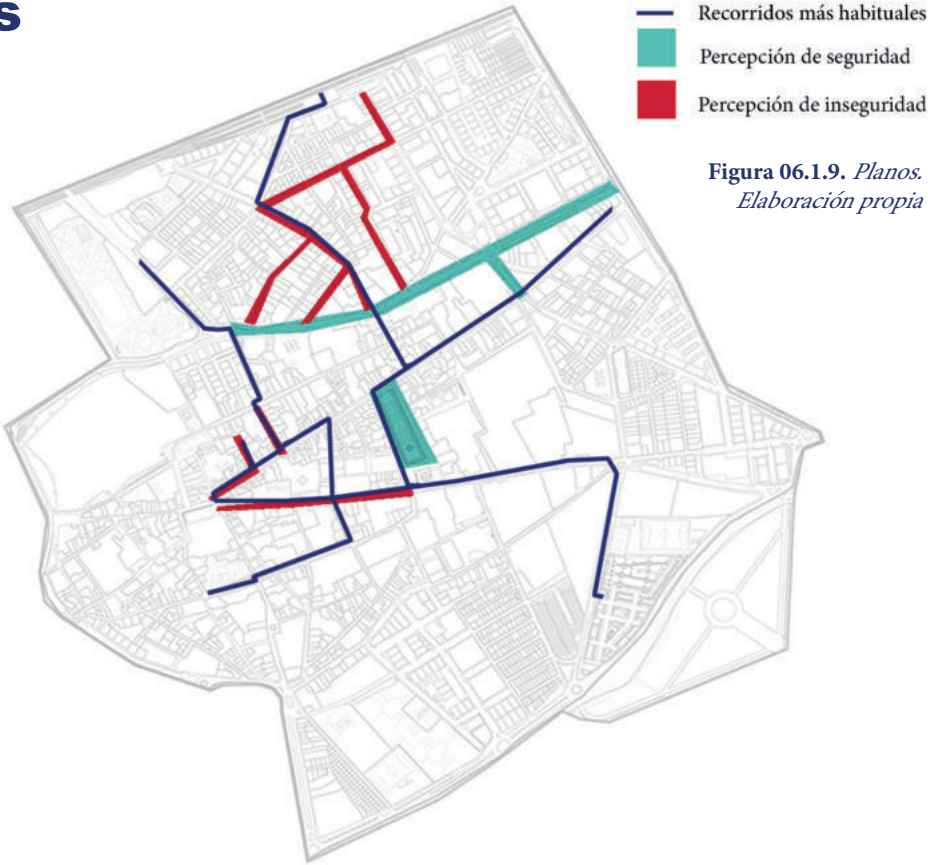 s
Recorridos más habituales
Percepción de seguridad
Percepción de inseguridad
Figura 06.1.9. Planos.
Elaboración propia